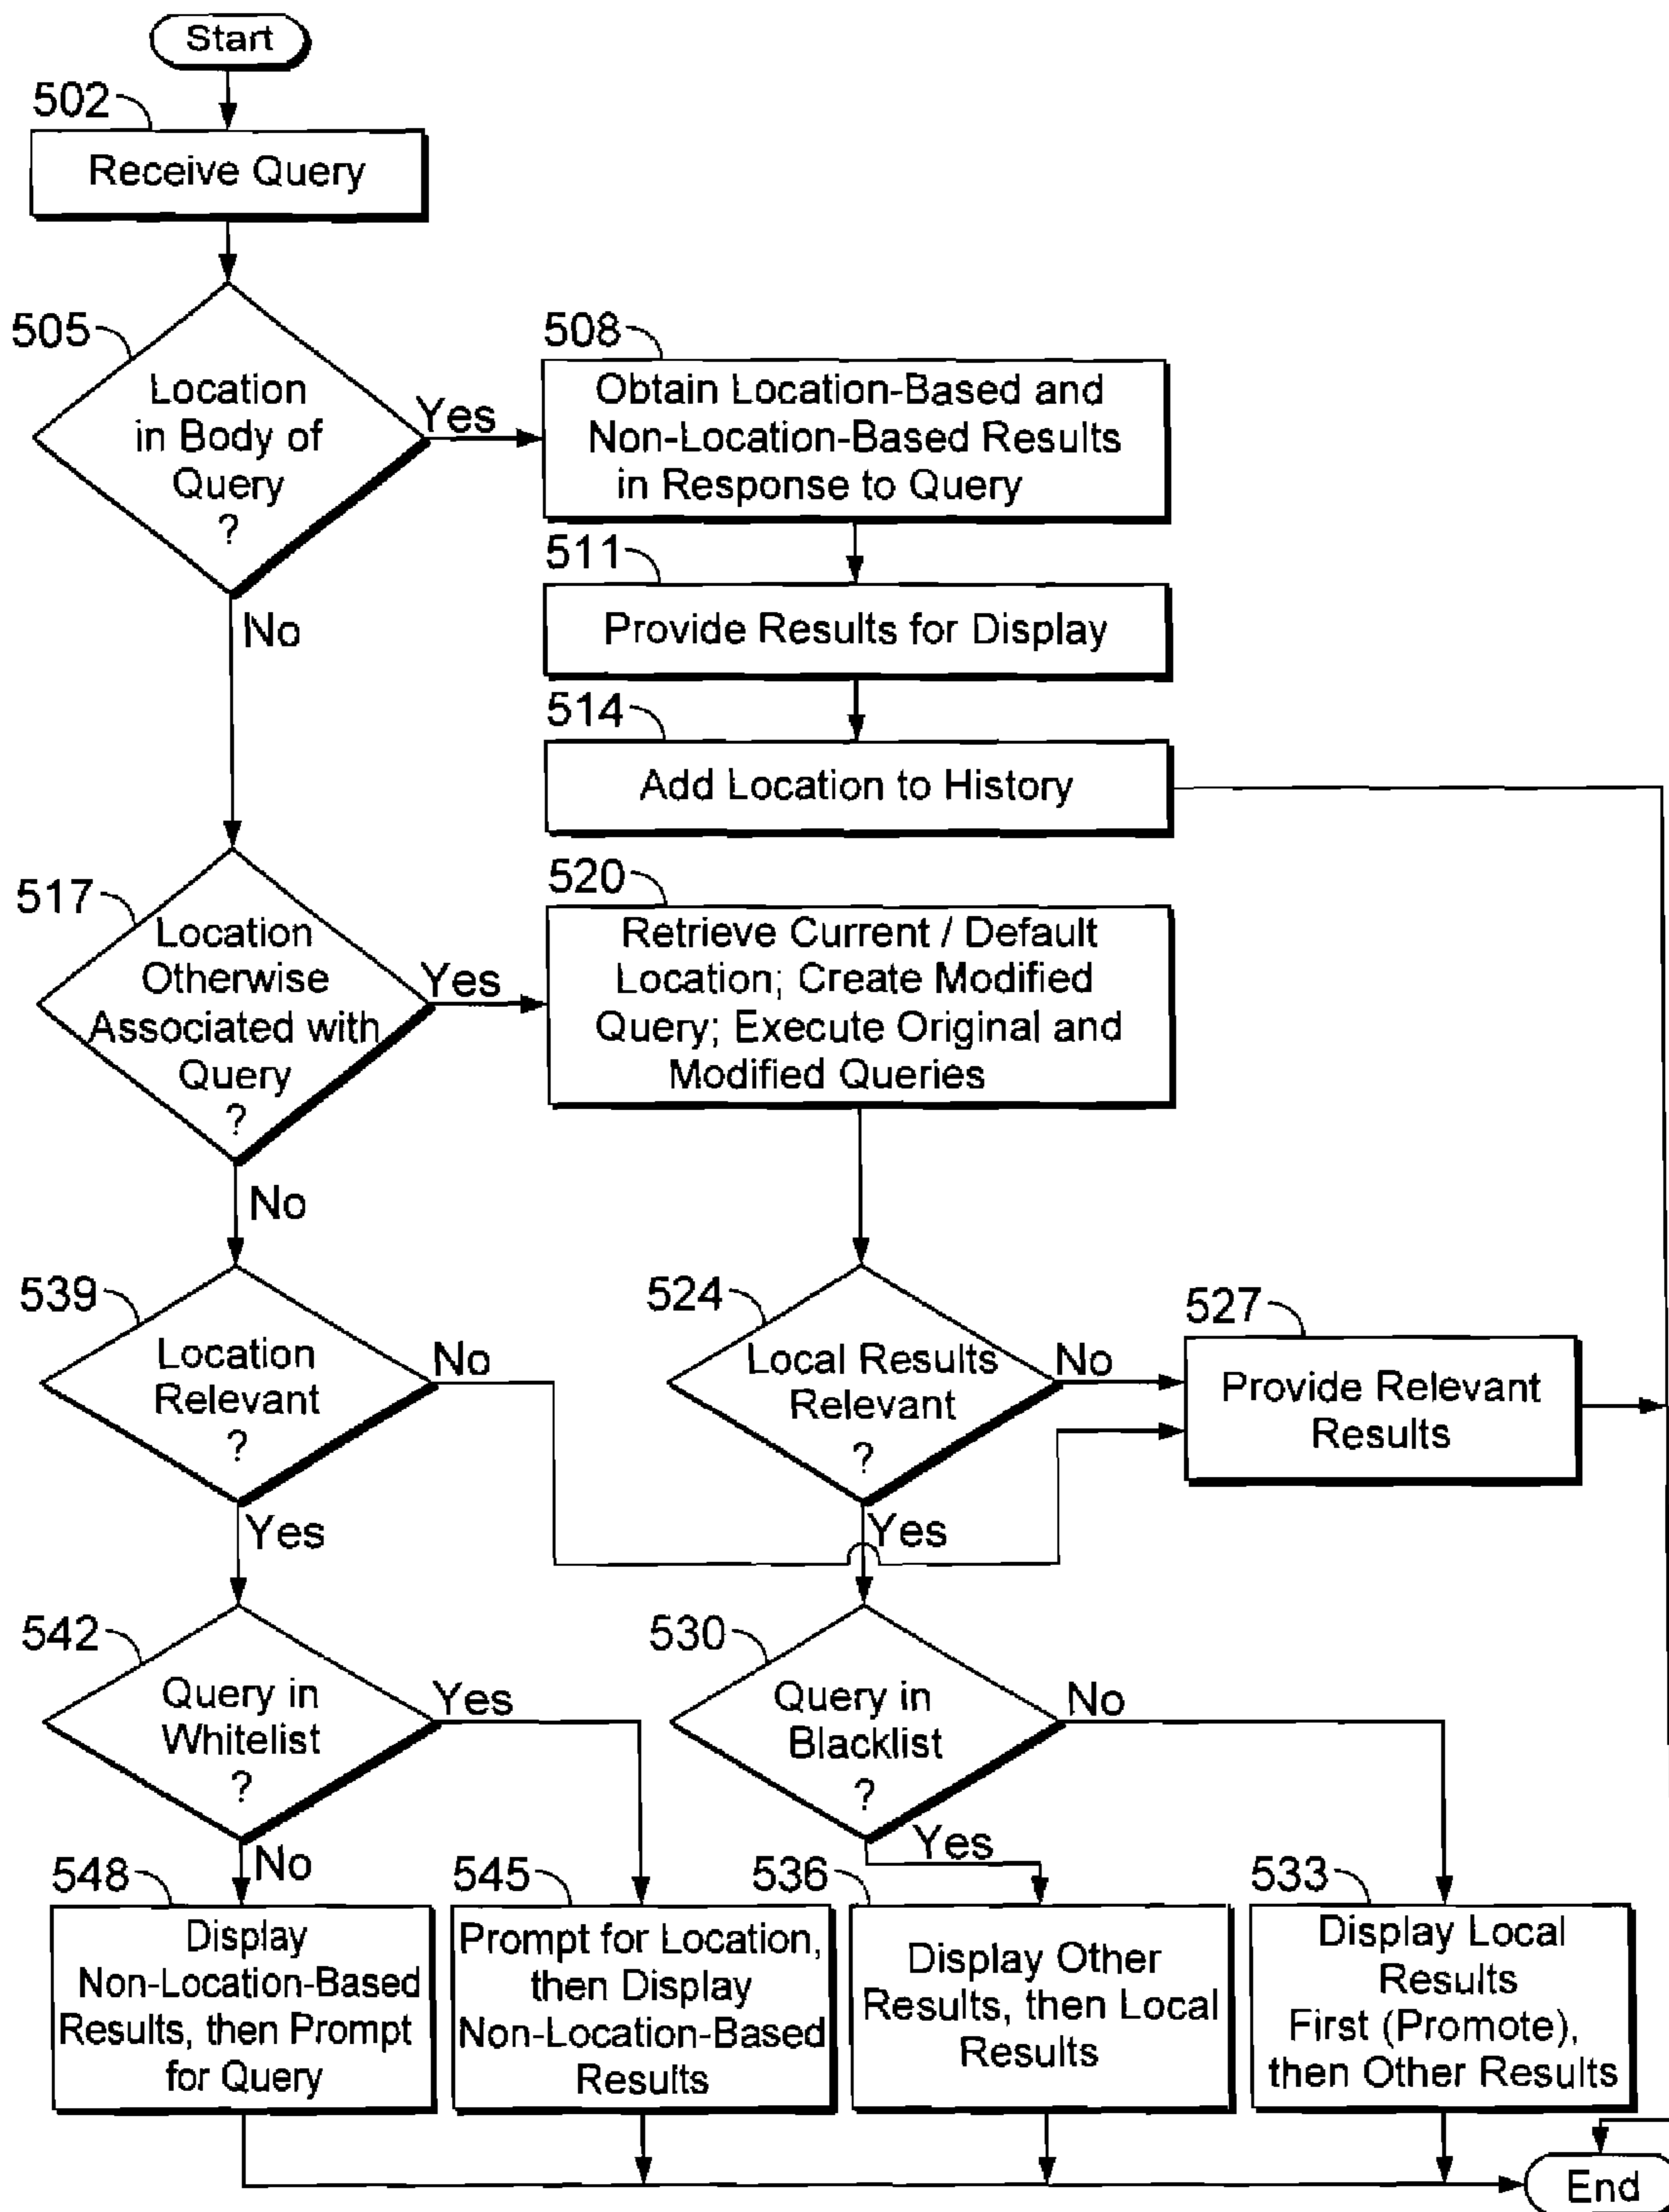 Start
502
Receive Query
505
Location
in Body of
Query
?
Yes
No
508
Obtain Location-Based and
Non-Location-Based Results
in Response to Query
511
Provide Results for Display
514
Add Location to History
517
Location
Otherwise
Associated with
Query
?
Yes
No
520
Retrieve Current / Default
Location; Create Modified
Query; Execute Original and
Modified Queries
539
Location
Relevant
?
No
Yes
524
Local Results
Relevant
?
No
Yes
527
Provide Relevant
Results
542
Query in
Whitelist
?
Yes
No
530
Query in
Blacklist
?
No
Yes
548
Display
Non-Location-Based
Results, then Prompt
for Query
545
Prompt for Location,
then Display
Non-Location-Based
Results
536
Display Other
Results, then Local
Results
533
Display Local
Results
First (Promote),
then Other Results
End